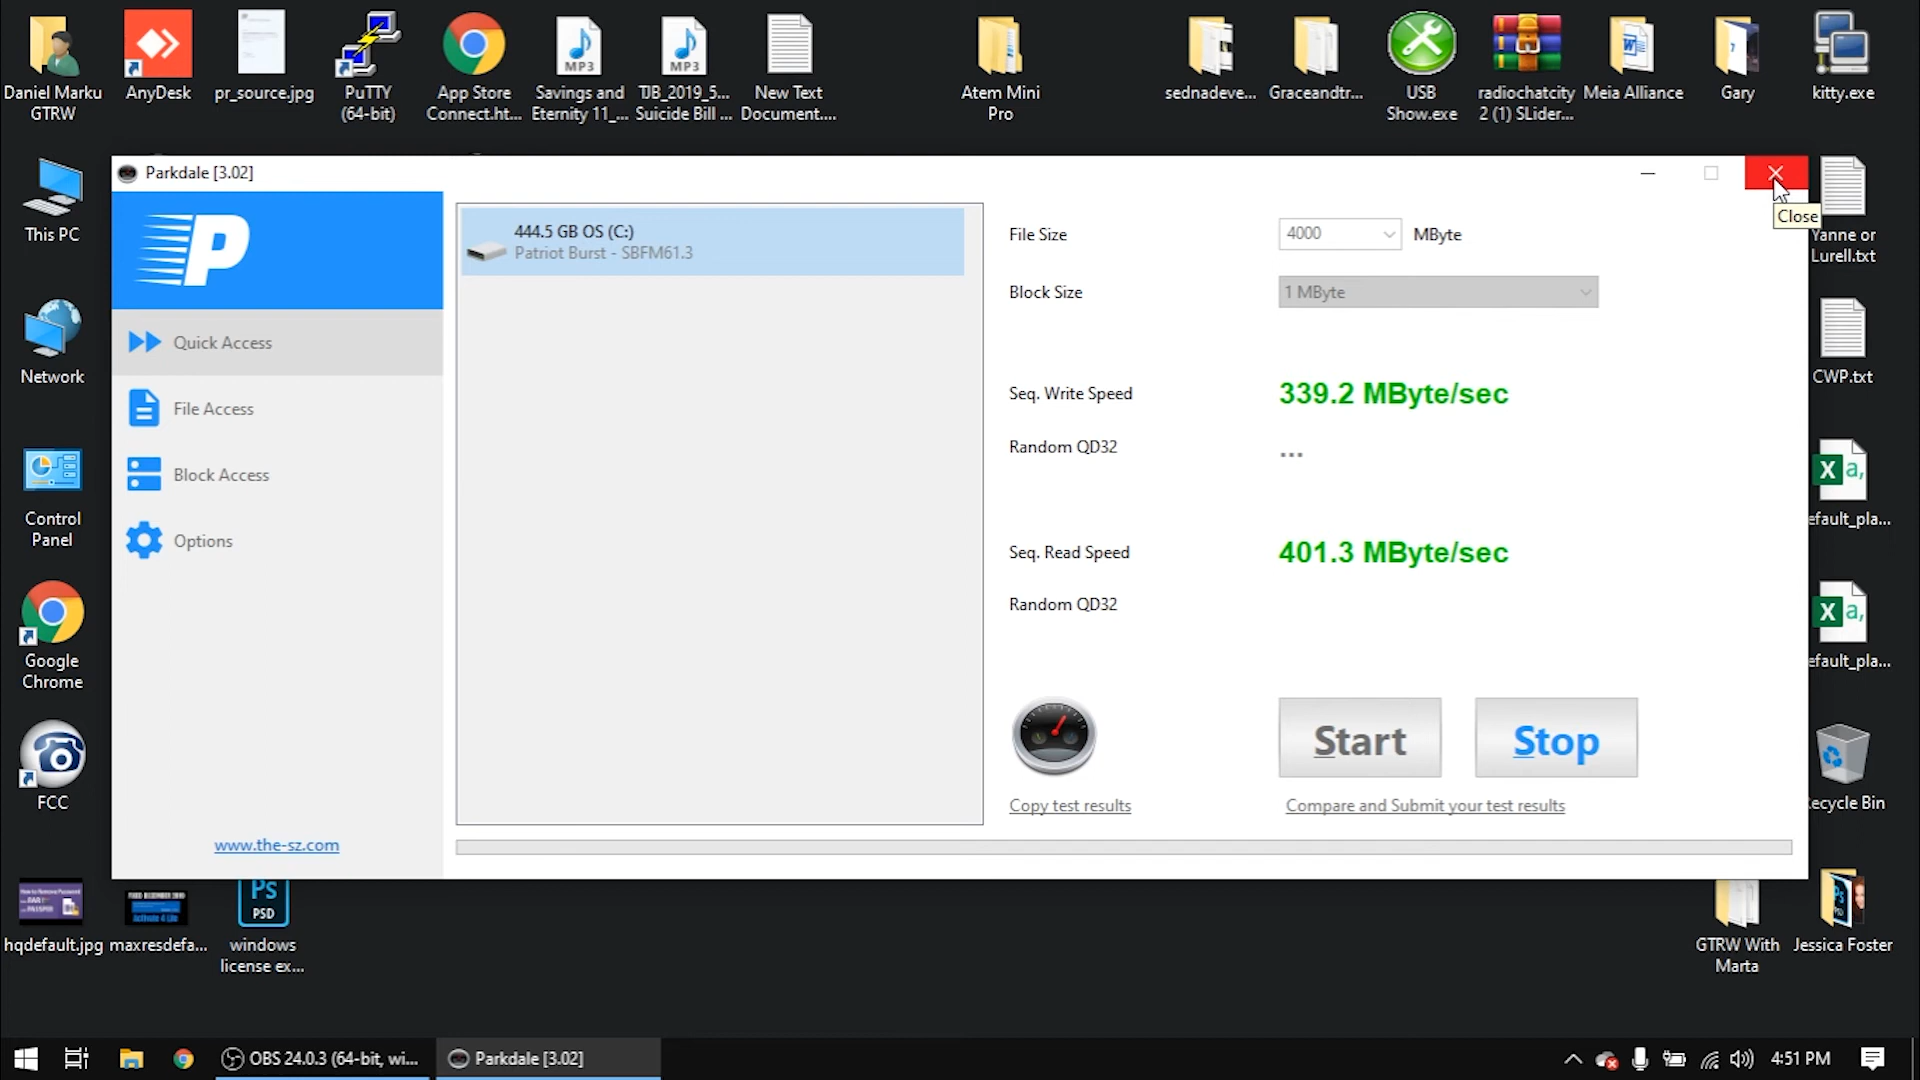 Daniel Marku
GTRW
AnyDesk
pr_source.jpg
PuTTY
(64-bit)
App Store
Connect.ht...
MP3
Savings and
Eternity 11_...
MP3
TJB_2019_5...
Suicide Bill ...
New Text
Document....
Atem Mini
Pro
sednadeve...
Graceandtr...
USB
Show.exe
radiochatcity
2 (1) SLider...
Meia Alliance
Gary
kitty.exe
This PC
Network
Control
Panel
Google
Chrome
FCC
Parkdale [3.02]
Close
P
Quick Access
File Access
Block Access
Options
www.the-sz.com
444.5 GB OS (C:)
Patriot Burst - SBFM61.3
File Size
4000
MByte
Block Size
1 MByte
Seq. Write Speed
339.2 MByte/sec
Random QD32
...
Seq. Read Speed
401.3 MByte/sec
Random QD32
Start
Stop
Copy test results
Compare and Submit your test results
Yanne or
Lurell.txt
CWP.txt
X a,
efault_pla...
X a,
efault_pla...
ecycle Bin
hqdefault.jpg
maxresdefa...
Ps
PSD
windows
license ex...
GTRW With
Marta
Ps
Jessica Foster
OBS 24.0.3 (64-bit, wi...
Parkdale [3.02]
4:51 PM